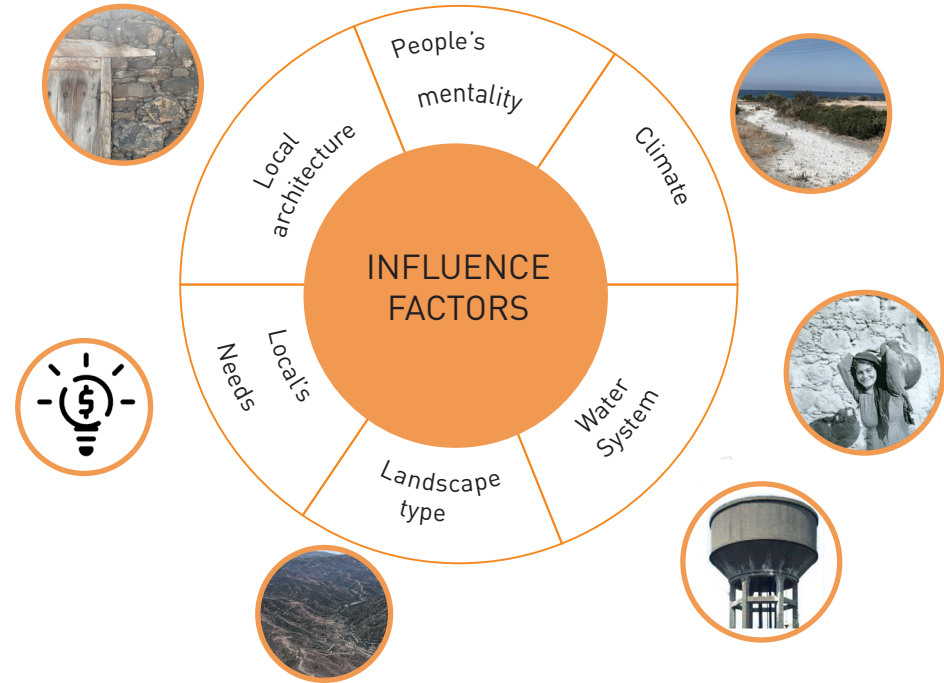 People's
mentality
Climate
Water
System
Landscape
type
Local's
Needs
Local
architecture
INFLUENCE
FACTORS
$